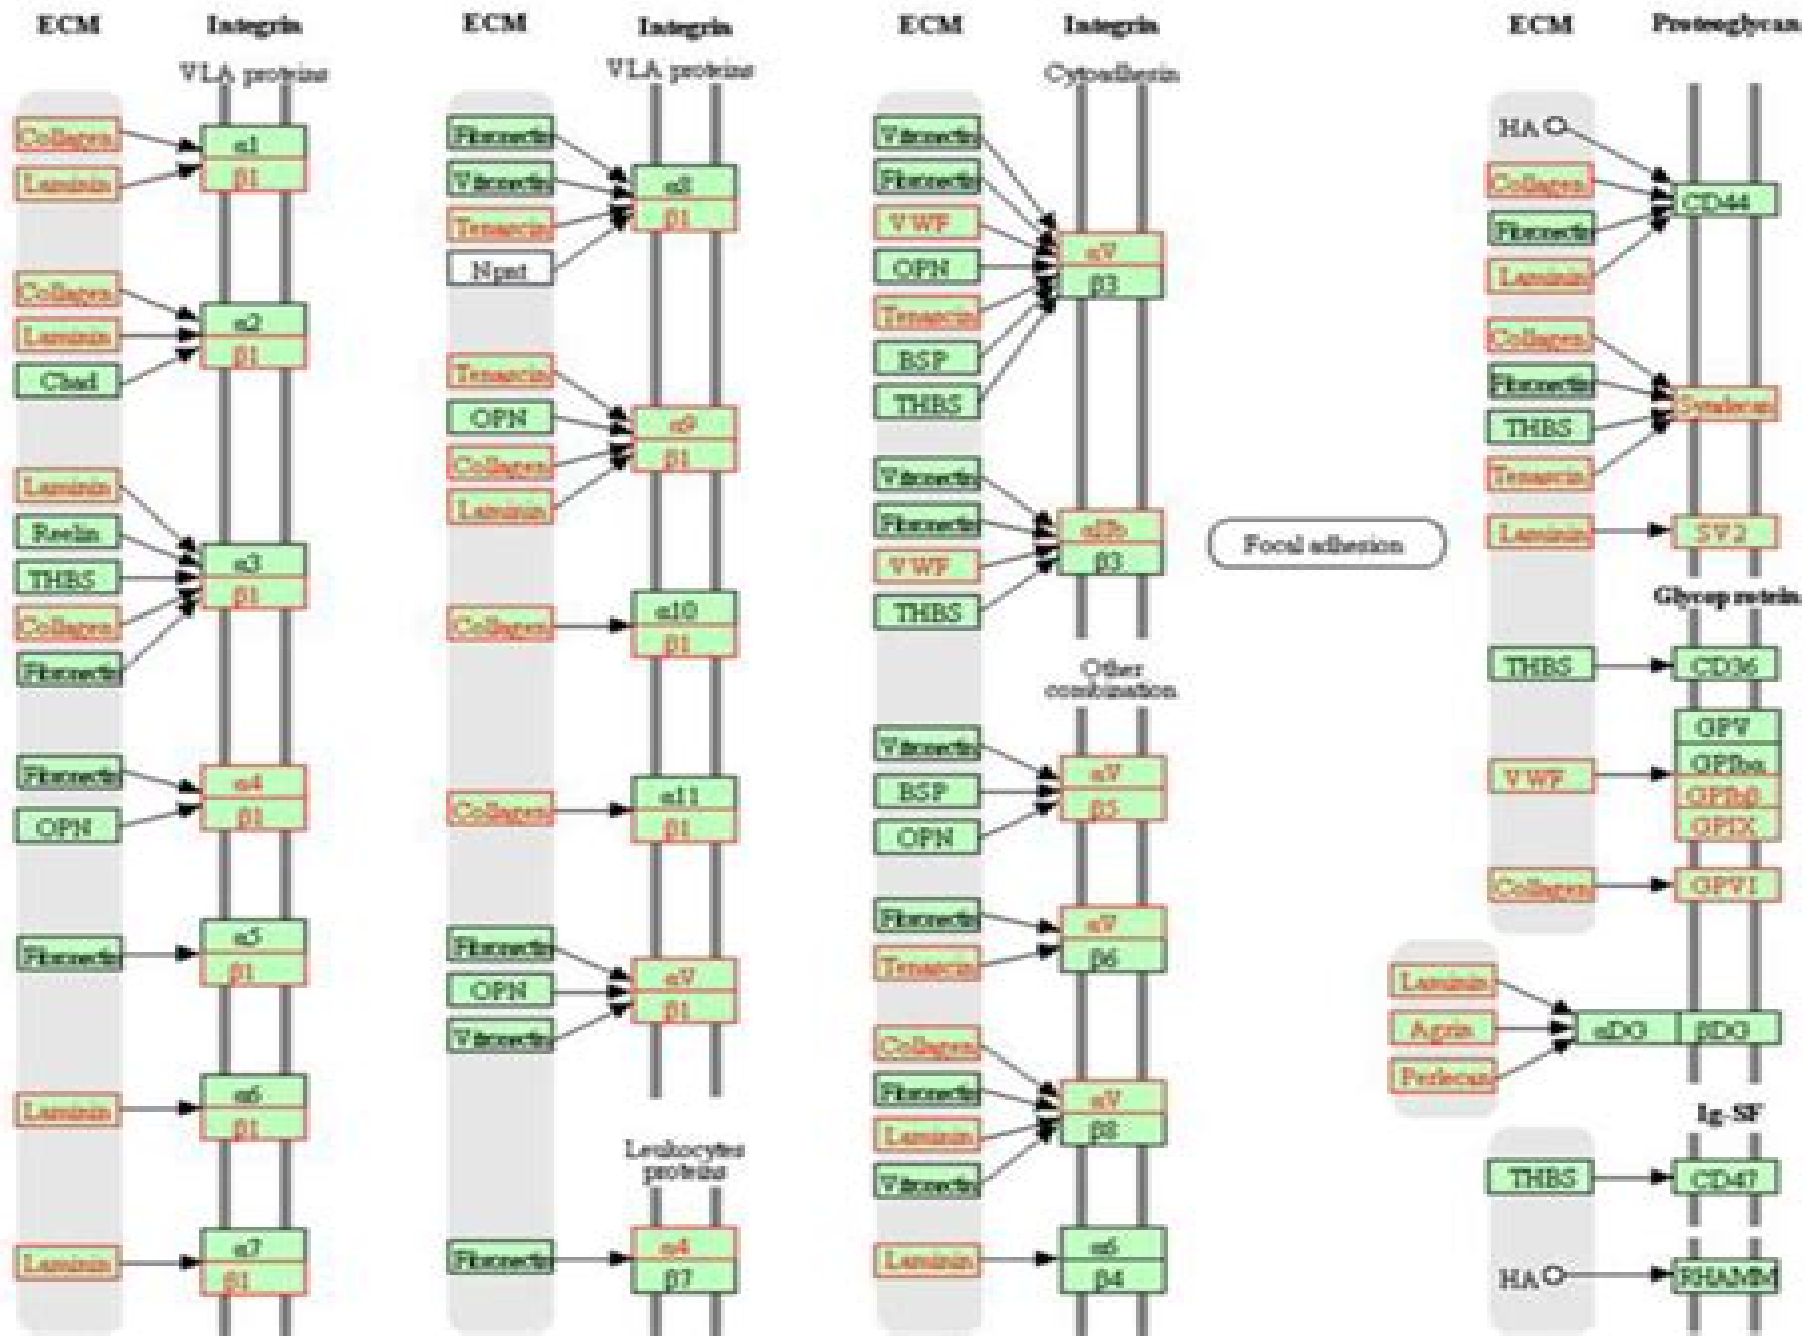 ECM
Integrin
VLA proteins
Collagen
Laminin
α1
β1
Collagen
Laminin
Chad
α2
β1
Laminin
Reelin
THBS
Collagen
Fibronectin
α3
β1
Fibronectin
OPN
α4
β1
Fibronectin
α5
β1
Laminin
α6
β1
Laminin
α7
β1
ECM
Integrin
VLA proteins
Fibronectin
Vitronectin
Tenascin
Npnt
α8
β1
Tenascin
OPN
Collagen
Laminin
α9
β1
Collagen
α10
β1
Collagen
α11
β1
Fibronectin
OPN
Vitronectin
αV
β1
Leukocytes
proteins
Fibronectin
α4
β7
ECM
Integrin
Cytoadhesin
Vitronectin
Fibronectin
VWF
OPN
Tenascin
BSP
THBS
αV
β3
Vitronectin
Fibronectin
VWF
THBS
αIIb
β3
Other
combination
Vitronectin
BSP
OPN
αV
β5
Fibronectin
Tenascin
αV
β6
Collagen
Fibronectin
Laminin
Vitronectin
αV
β8
Laminin
α6
β4
Focal adhesion
ECM
Proteoglycan
HA
Collagen
Fibronectin
Laminin
CD44
Collagen
Fibronectin
THBS
Tenascin
Syndecan
Laminin
SV2
Glycoprotein
THBS
CD36
VWF
GPV
GPIbα
GPIbβ
GPIX
Collagen
GPVI
Laminin
Agrin
Perlecan
αDG
βDG
Ig-SF
THBS
CD47
HA
RHAMM